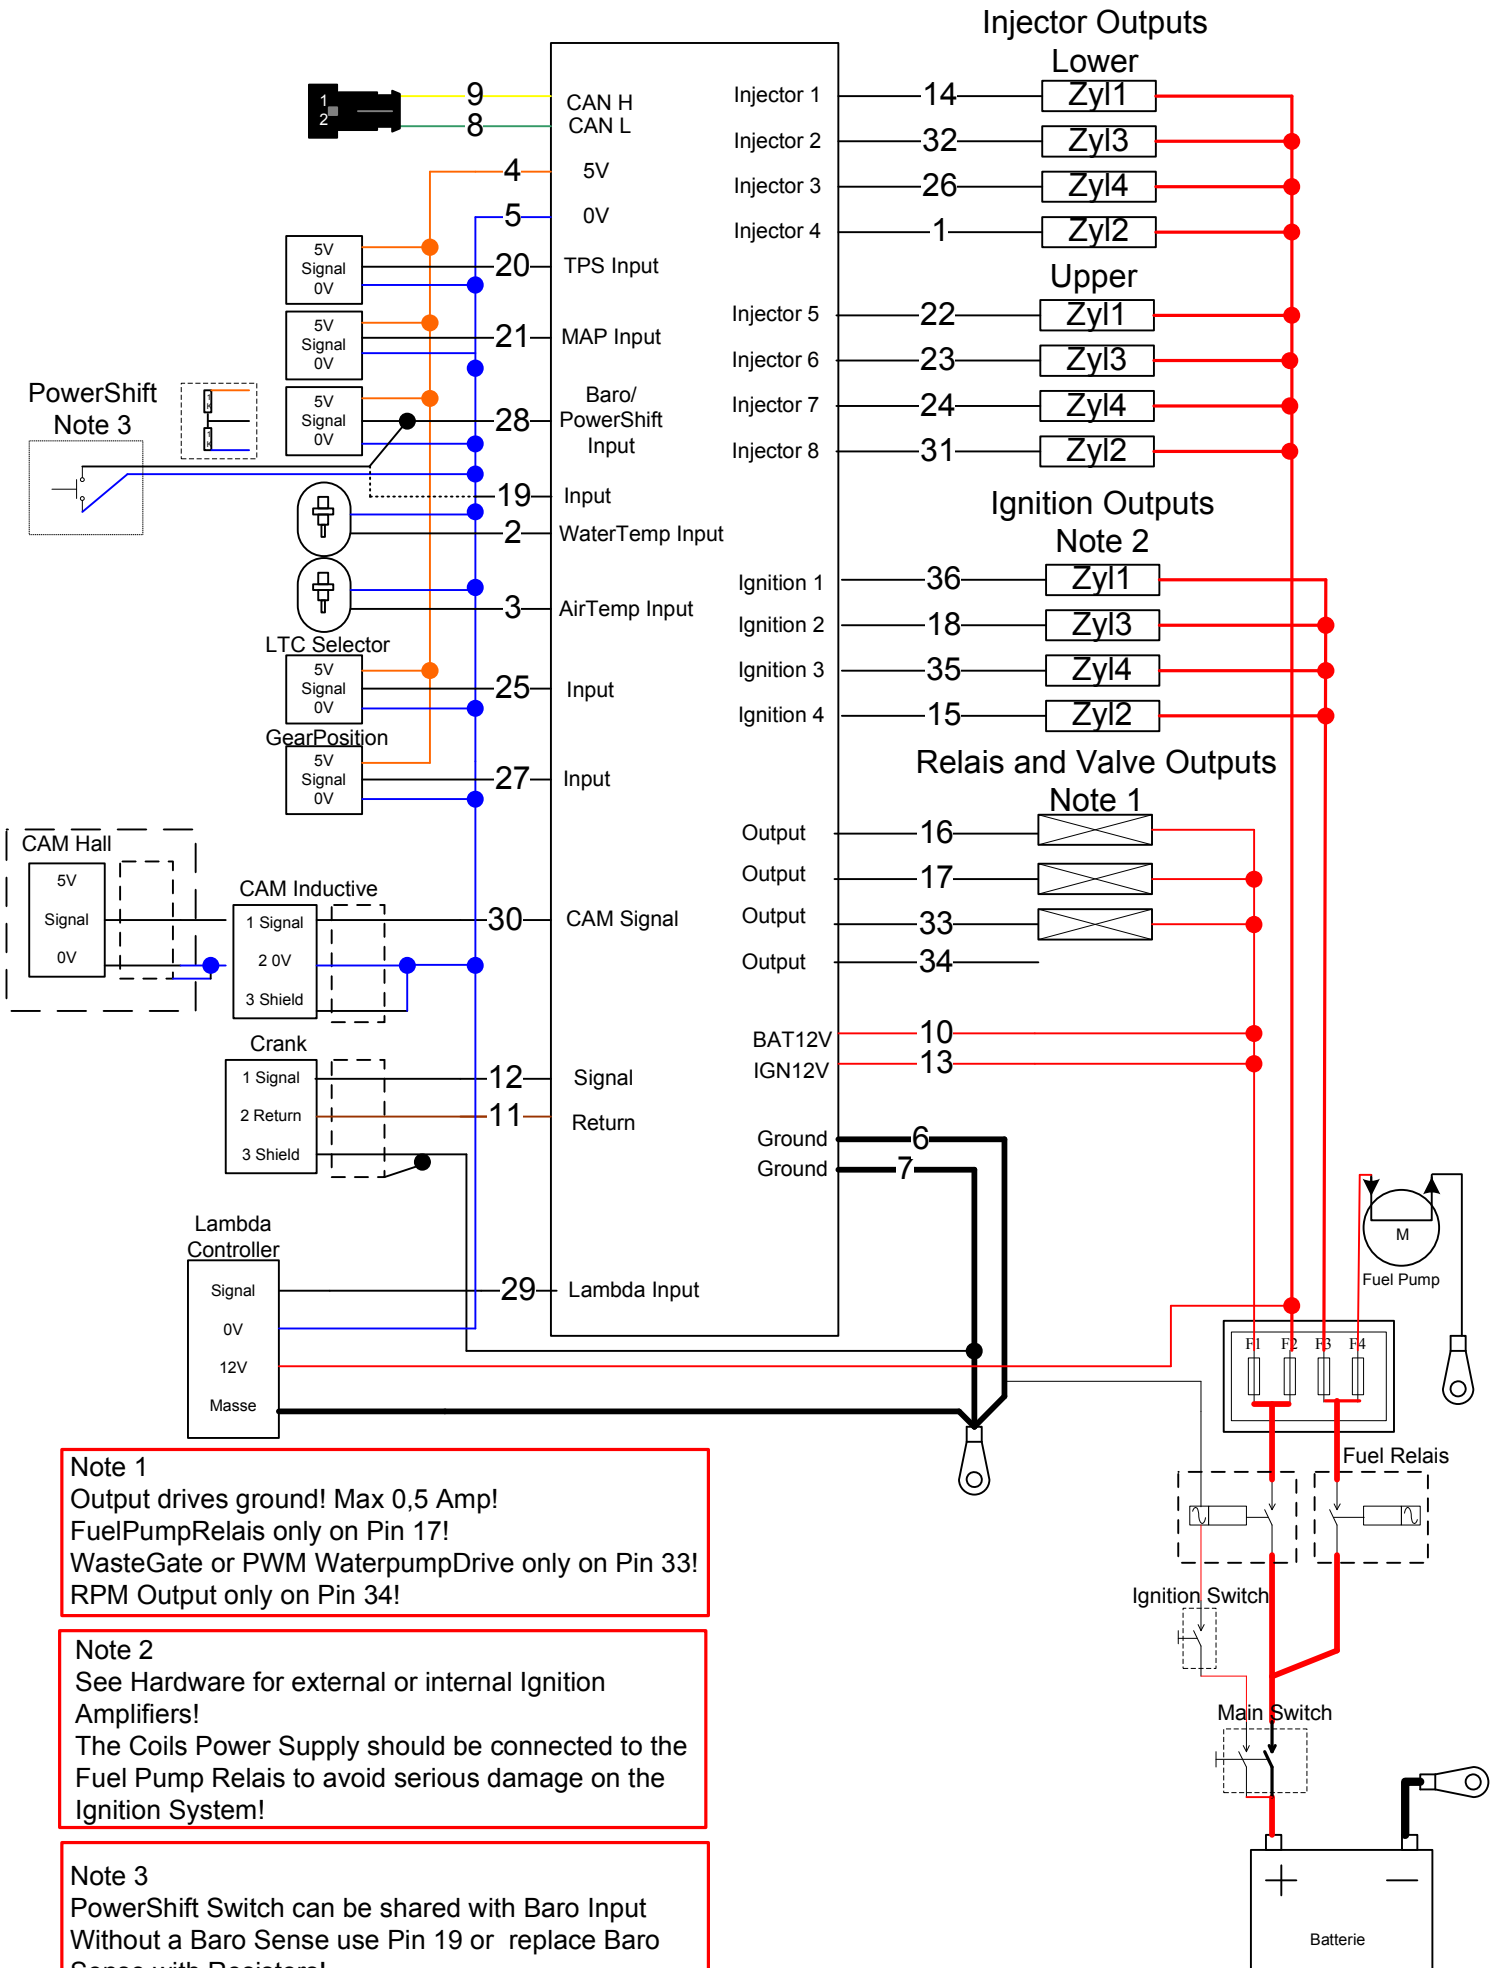 Injector Outputs
Lower
1
2
9
8
CAN H
CAN L
4
5V
5
0V
5V
Signal
0V
20
TPS Input
5V
Signal
0V
21
MAP Input
PowerShift
Note 3
1K
1K
5V
Signal
0V
28
Baro/
PowerShift
Input
19
Input
2
WaterTemp Input
3
AirTemp Input
LTC Selector
5V
Signal
0V
25
Input
GearPosition
5V
Signal
0V
27
Input
CAM Hall
5V
Signal
0V
CAM Inductive
1 Signal
2 0V
3 Shield
30
CAM Signal
Crank
1 Signal
2 Return
3 Shield
12
Signal
11
Return
Lambda
Controller
Signal
0V
12V
Masse
29
Lambda Input
Injector 1
14
Zyl1
Injector 2
32
Zyl3
Injector 3
26
Zyl4
Injector 4
1
Zyl2
Upper
Injector 5
22
Zyl1
Injector 6
23
Zyl3
Injector 7
24
Zyl4
Injector 8
31
Zyl2
Ignition Outputs
Note 2
Ignition 1
36
Zyl1
Ignition 2
18
Zyl3
Ignition 3
35
Zyl4
Ignition 4
15
Zyl2
Relais and Valve Outputs
Note 1
Output
16
Output
17
Output
33
Output
34
BAT12V
10
IGN12V
13
Ground
6
Ground
7
M
Fuel Pump
F1
F2
F3
F4
Fuel Relais
Ignition Switch
Main Switch
Batterie
Note 1
Output drives ground! Max 0,5 Amp!
FuelPumpRelais only on Pin 17!
WasteGate or PWM WaterpumpDrive only on Pin 33!
RPM Output only on Pin 34!
Note 2
See Hardware for external or internal Ignition
Amplifiers!
The Coils Power Supply should be connected to the
Fuel Pump Relais to avoid serious damage on the
Ignition System!
Note 3
PowerShift Switch can be shared with Baro Input
Without a Baro Sense use Pin 19 or replace Baro
Sense with Resistors!